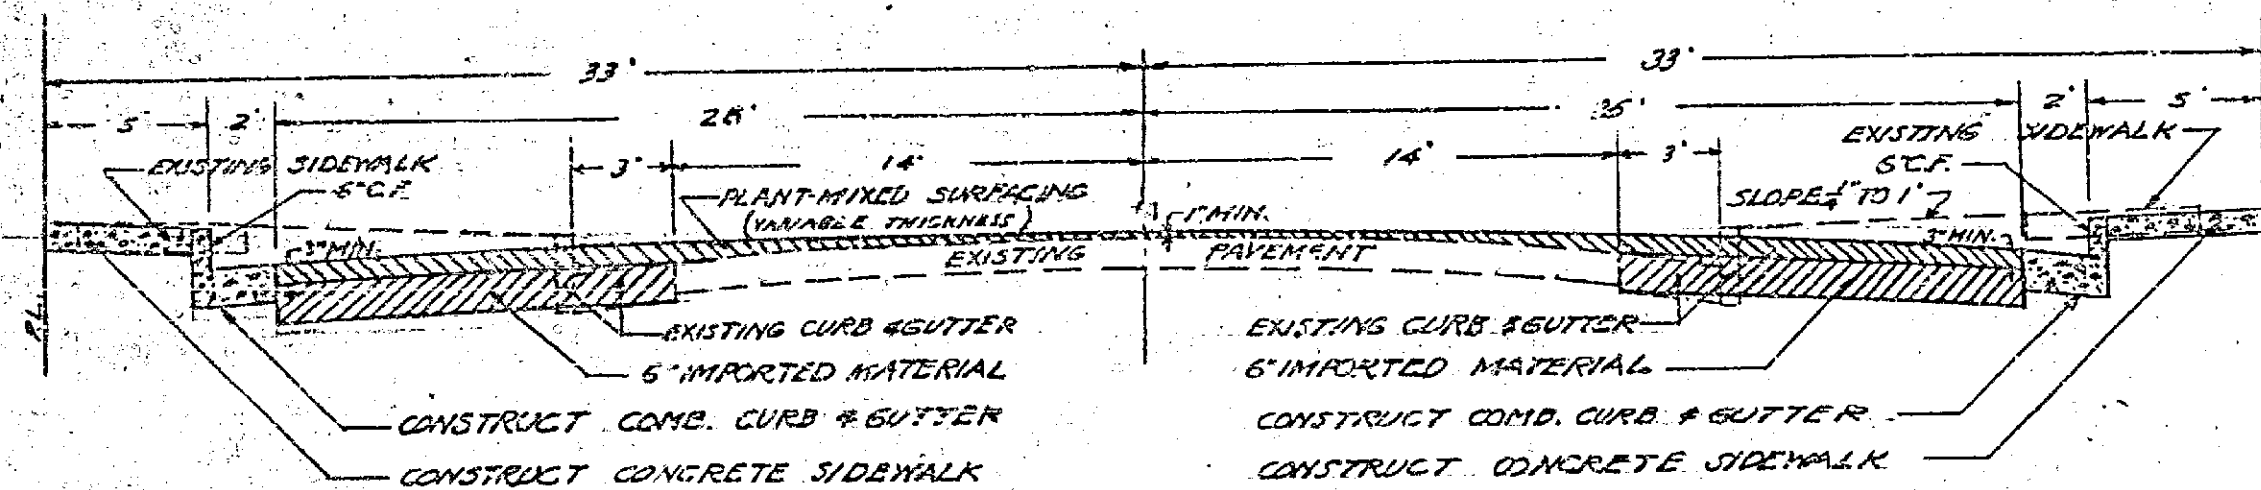 33' 33'
5' 2' 26' 26' 2' 5'
EXISTING SIDEWALK 3' 14' 14' 3' EXISTING SIDEWALK
6" C.F. 6" C.F.
PLANT-MIXED SURFACING
(VARIABLE THICKNESS)
1" MIN.
SLOPE 1/4" TO 1'
3" MIN. 3" MIN.
EXISTING PAVEMENT
P.L.
EXISTING CURB & GUTTER EXISTING CURB & GUTTER
6" IMPORTED MATERIAL 6" IMPORTED MATERIAL
CONSTRUCT COMB. CURB & GUTTER CONSTRUCT COMB. CURB & GUTTER
CONSTRUCT CONCRETE SIDEWALK CONSTRUCT CONCRETE SIDEWALK